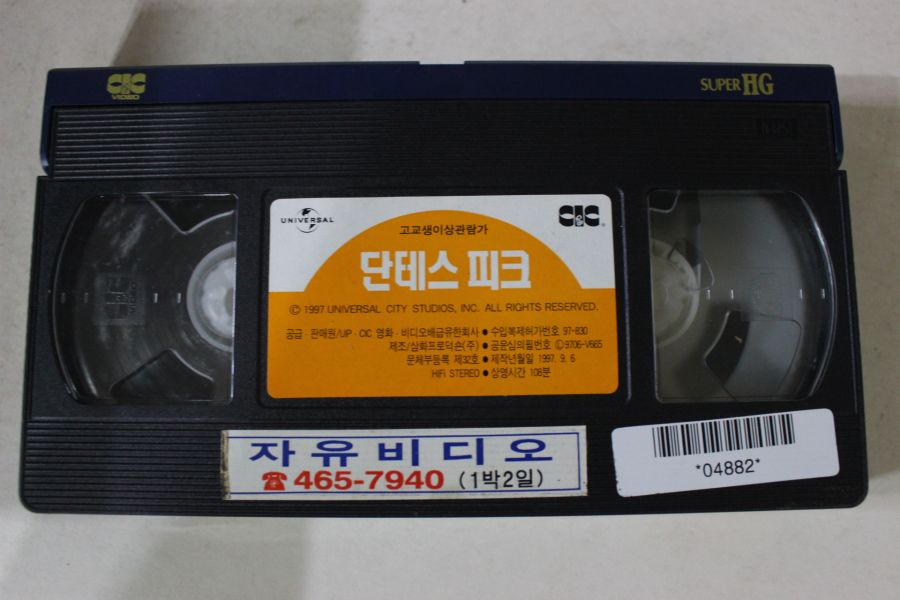 CIC
VIDEO
SUPER HG
VHS
UNIVERSAL
CIC
고교생이상관람가
단테스 피크
© 1997 UNIVERSAL CITY STUDIOS, INC. ALL RIGHTS RESERVED.
공급·판매원/UIP·CIC 영화·비디오배급유한회사 ● 수입복제허가번호 97-830
제조/삼화프로덕숀(주) ● 공윤심의필번호 ⓒ9706-V665
문체부등록 제32호 ● 제작년월일 1997. 9. 6
HIFI STEREO ● 상영시간 108분
자유비디오
☎ 465-7940 (1박2일)
*04882*